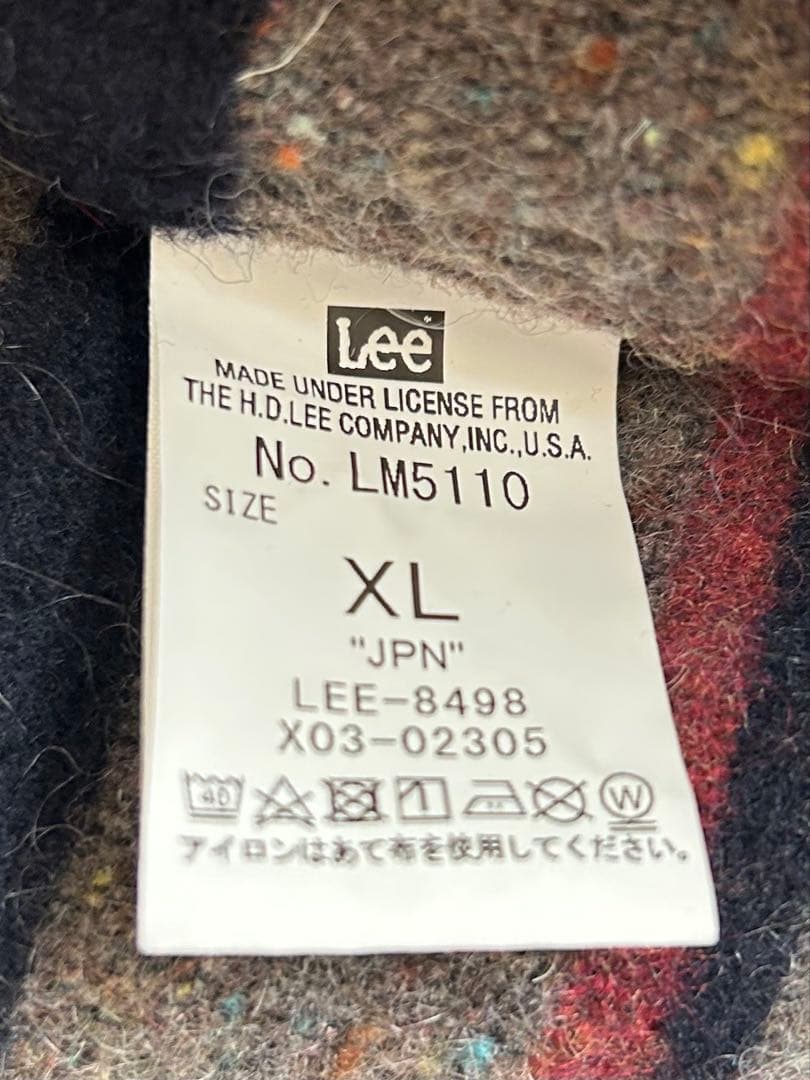 Lee
MADE UNDER LICENSE FROM
THE H.D.LEE COMPANY,INC.,U.S.A.
No. LM5110
SIZE
XL
"JPN"
LEE-8498
X03-02305
40 W
アイロンはあて布を使用してください。